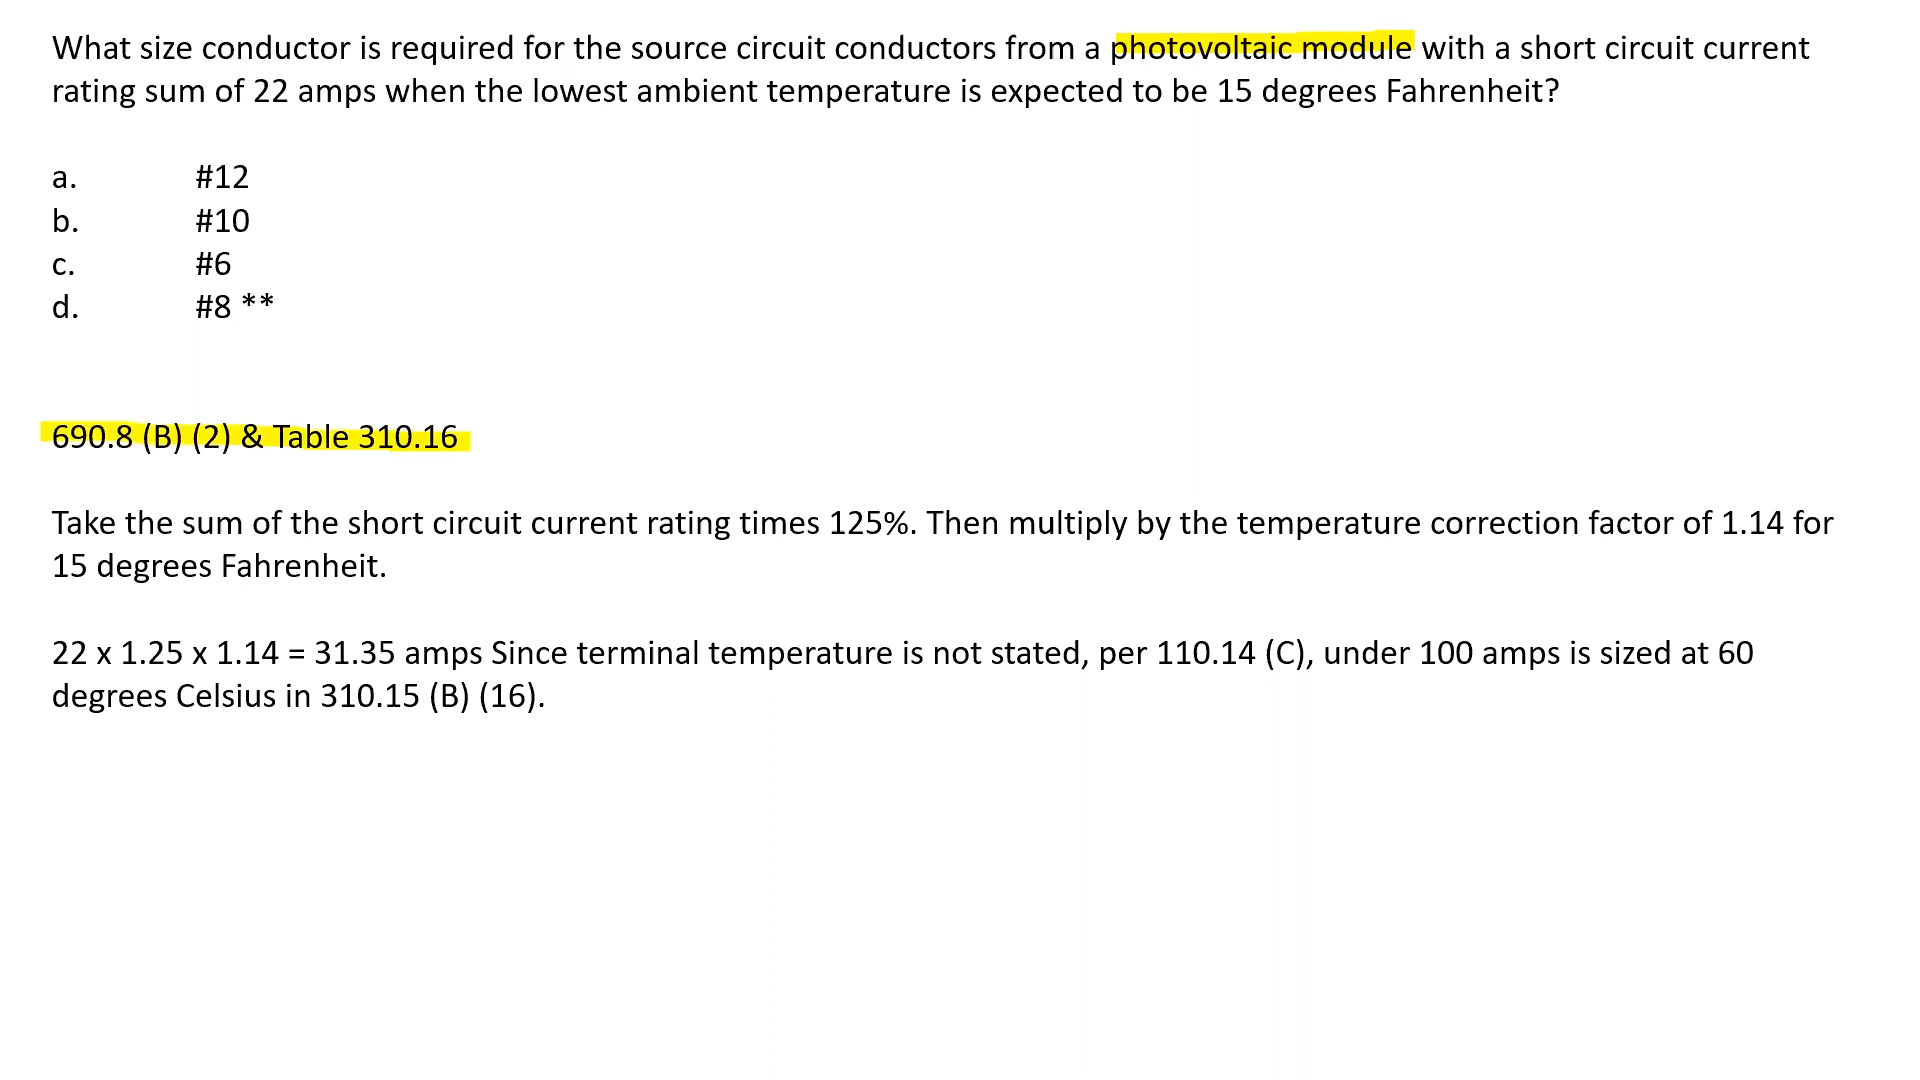 What size conductor is required for the source circuit conductors from a photovoltaic module with a short circuit current
rating sum of 22 amps when the lowest ambient temperature is expected to be 15 degrees Fahrenheit?
a. #12
b. #10
c. #6
d. #8 **
690.8 (B) (2) & Table 310.16
Take the sum of the short circuit current rating times 125%. Then multiply by the temperature correction factor of 1.14 for
15 degrees Fahrenheit.
22 x 1.25 x 1.14 = 31.35 amps Since terminal temperature is not stated, per 110.14 (C), under 100 amps is sized at 60
degrees Celsius in 310.15 (B) (16).